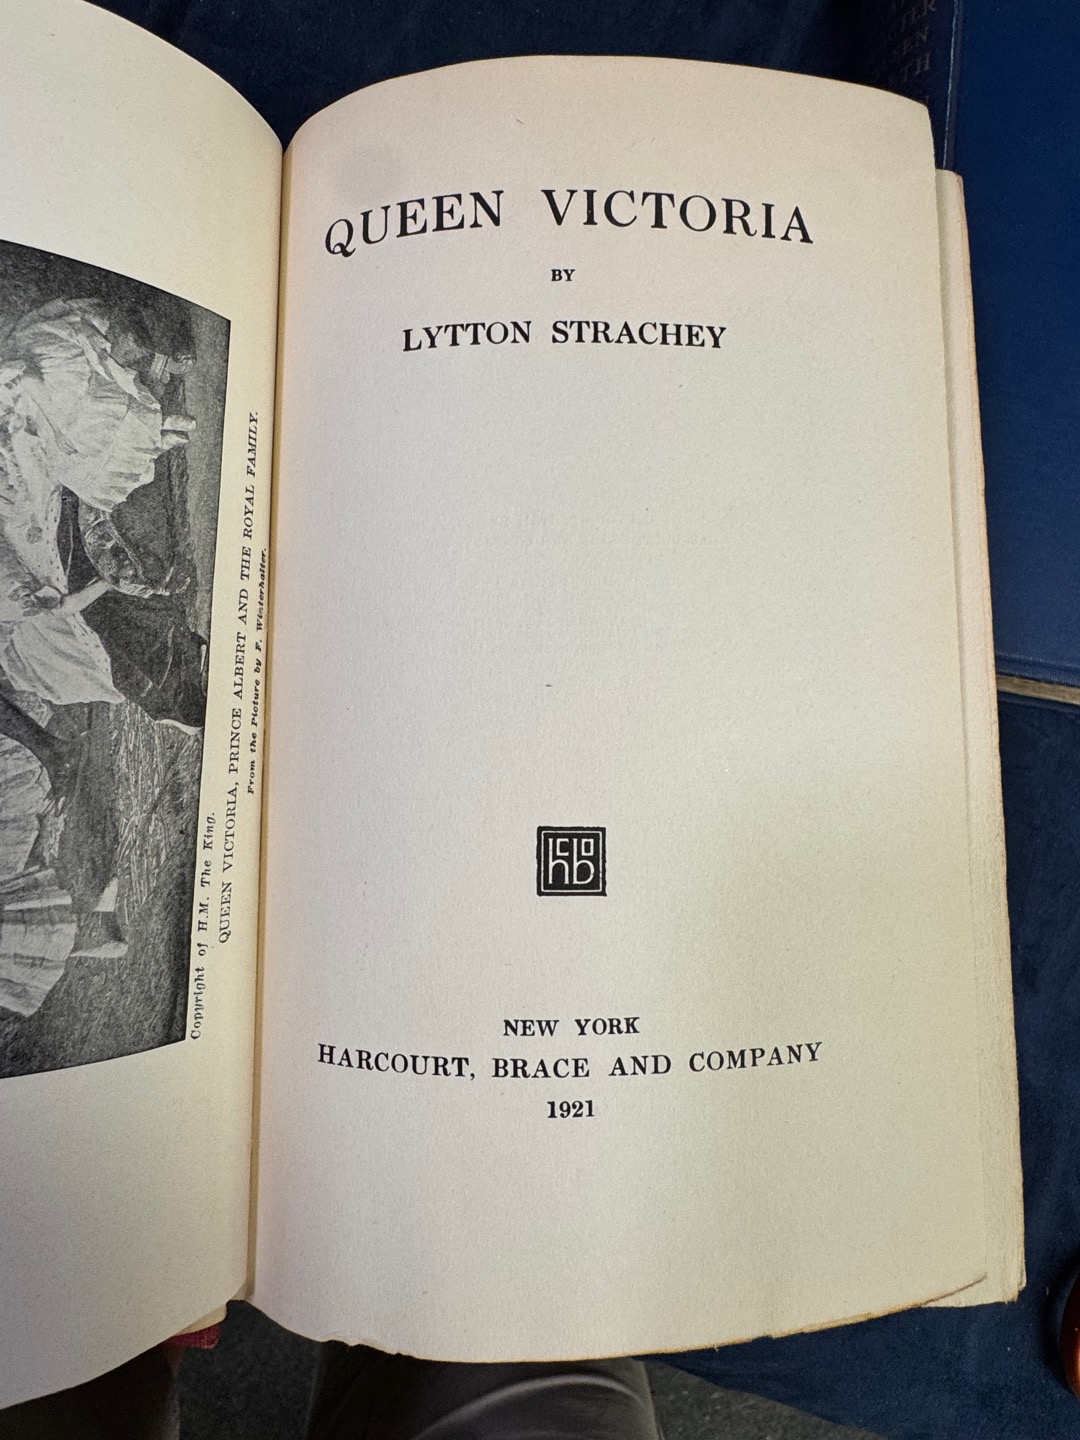 Copyright of H.M. The King.
QUEEN VICTORIA, PRINCE ALBERT AND THE ROYAL FAMILY.
From the Picture by F. Winterhalter.
QUEEN VICTORIA
BY
LYTTON STRACHEY
hcbo
NEW YORK
HARCOURT, BRACE AND COMPANY
1921